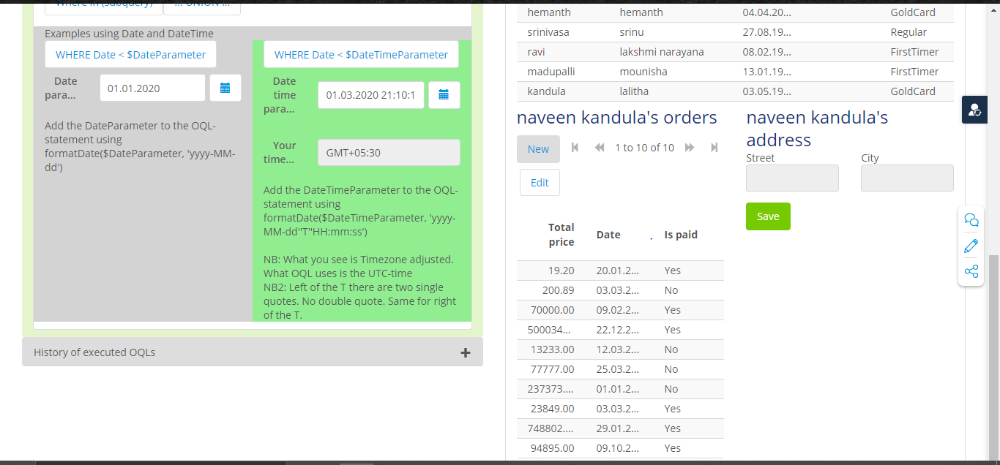 Where in (subquery)
... UNION ...
Examples using Date and DateTime
WHERE Date < $DateParameter
Date
para...
01.01.2020
Add the DateParameter to the OQL-
statement using
formatDate($DateParameter, 'yyyy-MM-
dd')
WHERE Date < $DateTimeParameter
Date
time
para...
01.03.2020 21:10:1
Your
time...
GMT+05:30
Add the DateTimeParameter to the OQL-
statement using
formatDate($DateTimeParameter, 'yyyy-
MM-dd''T''HH:mm:ss')
NB: What you see is Timezone adjusted.
What OQL uses is the UTC-time
NB2: Left of the T there are two single
quotes. No double quote. Same for right
of the T.
History of executed OQLs
hemanth hemanth 04.04.20... GoldCard
srinivasa srinu 27.08.19... Regular
ravi lakshmi narayana 08.02.19... FirstTimer
madupalli mounisha 13.01.19... FirstTimer
kandula lalitha 03.05.19... GoldCard
naveen kandula's orders
New
1 to 10 of 10
Edit
Total
price
Date
Is paid
19.20 20.01.2... Yes
200.89 03.03.2... No
70000.00 09.02.2... Yes
500034... 22.12.2... Yes
13233.00 12.03.2... No
77777.00 25.03.2... No
237373.... 01.01.2... No
23849.00 03.03.2... Yes
748802.... 29.01.2... Yes
94895.00 09.10.2... Yes
naveen kandula's
address
Street
City
Save